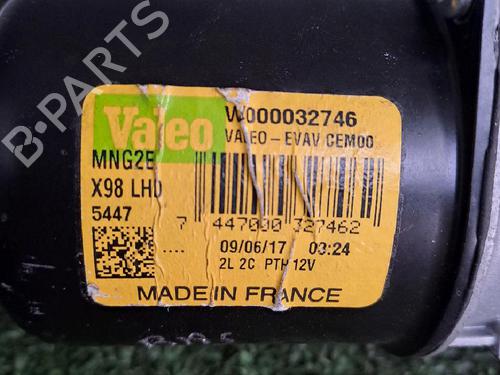 B-PARTS
Valeo
W000032746
VALEO-EVAV CEM00
MNG2E
X98 LHD
5447
7 447000 327462
....
09/06/17 03:24
2L 2C PTH 12V
MADE IN FRANCE